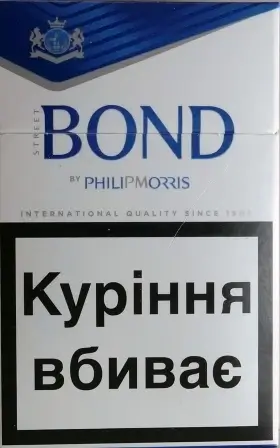 STREET
BOND
BY PHILIPMORRIS
INTERNATIONAL QUALITY SINCE
Куріння
вбиває